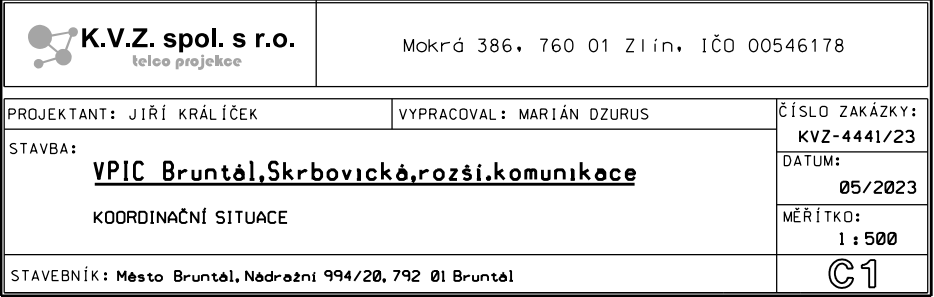 K.V.Z. spol. s r.o.
telco projekce
Mokrá 386, 760 01 Zlín, IČO 00546178
PROJEKTANT: JIŘÍ KRÁLÍČEK
VYPRACOVAL: MARIÁN DZURUS
ČÍSLO ZAKÁZKY:
KVZ-4441/23
STAVBA:
VPIC Bruntál,Skrbovická,rozší.komunikace
KOORDINAČNÍ SITUACE
DATUM:
05/2023
MĚŘÍTKO:
1:500
STAVEBNÍK: Město Bruntál, Nádražní 994/20, 792 01 Bruntál
C1